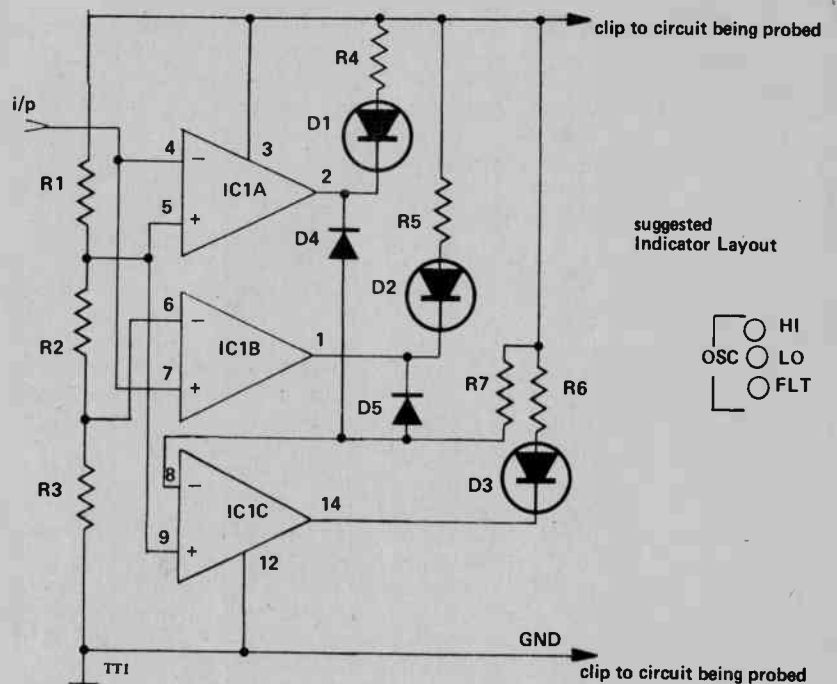 clip to circuit being probed
R4
i/p
D1
4
−
3
IC1A
2
R1
5
+
R5
suggested
Indicator Layout
D4
D2
6
−
HI
R2
IC1B
1
OSC
LO
7
+
R7
R6
FLT
D5
8
−
D3
R3
IC1C
14
9
+
12
GND
TTI
clip to circuit being probed